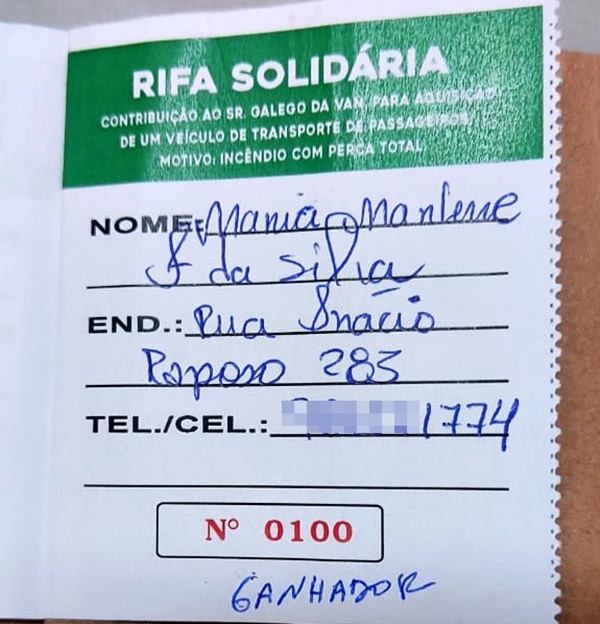 RIFA SOLIDÁRIA
CONTRIBUIÇÃO AO SR. GALEGO DA VAN, PARA AQUISIÇÃO
DE UM VEÍCULO DE TRANSPORTE DE PASSAGEIROS
MOTIVO: INCÊNDIO COM PERCA TOTAL
NOME: Maria Marlene
F da Silva
END.: Rua Inácio
Raposo 283
TEL./CEL.: 1774
Nº 0100
GANHADOR